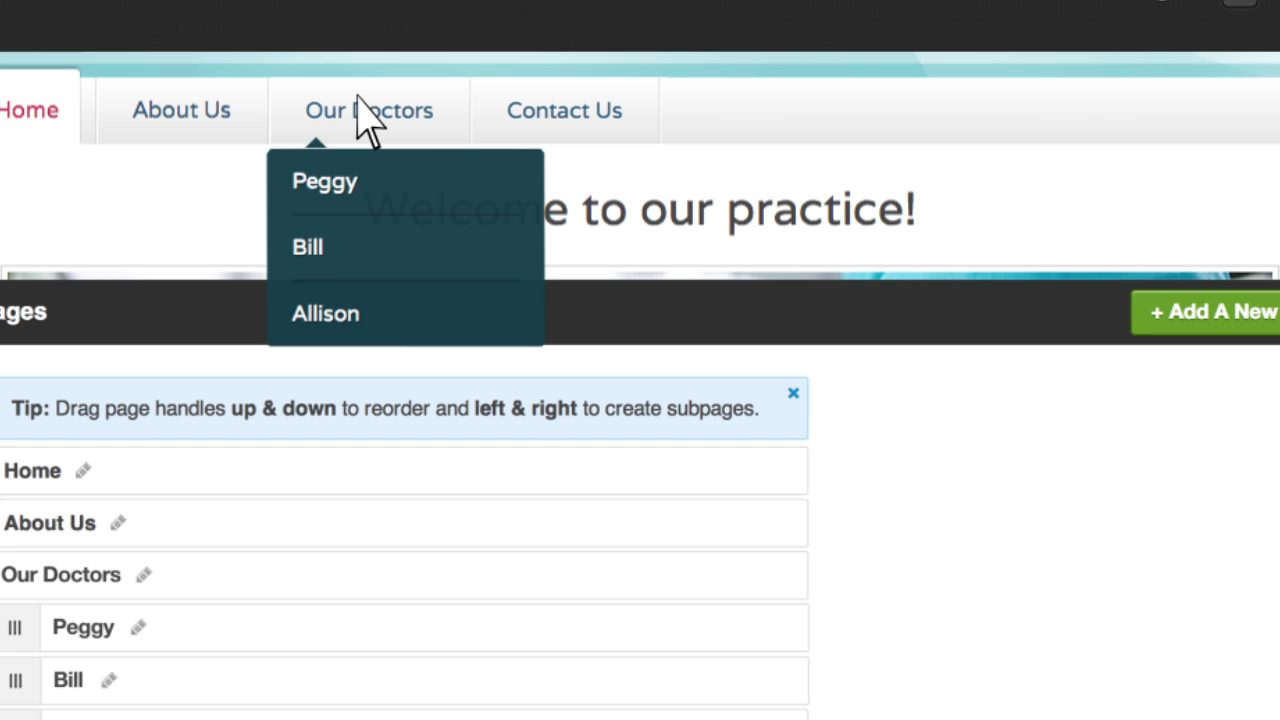 Home About Us Our Doctors Contact Us
Peggy
Welcome to our practice!
Bill
Allison
ages
+ Add A New
Tip: Drag page handles up & down to reorder and left & right to create subpages.
Home
About Us
Our Doctors
Peggy
Bill